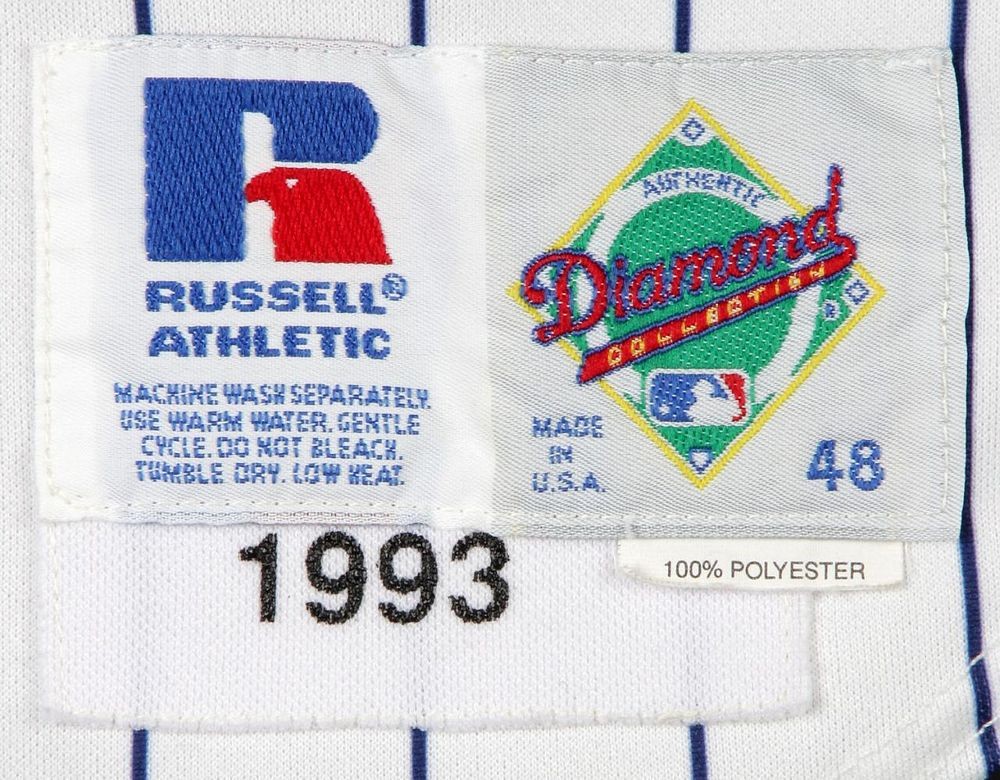 RUSSELL®
ATHLETIC
MACHINE WASH SEPARATELY.
USE WARM WATER. GENTLE
CYCLE. DO NOT BLEACH.
TUMBLE DRY. LOW HEAT.
AUTHENTIC
Diamond
COLLECTION
®
MADE
IN
U.S.A.
48
1993
100% POLYESTER